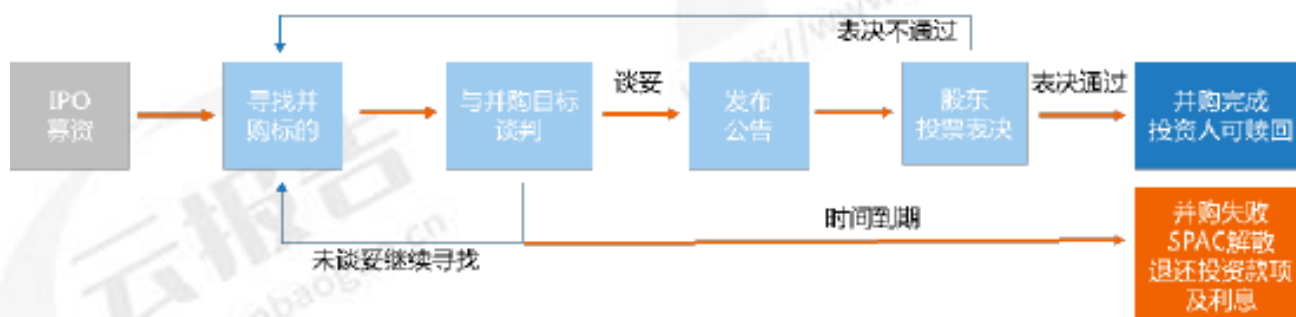 表决不通过
IPO
募资
寻找并
购标的
与并购目标
谈判
谈妥
发布
公告
股东
投票表决
表决通过
并购完成
投资人可赎回
未谈妥继续寻找
时间到期
并购失败
SPAC解散
退还投资款项
及利息
云报告